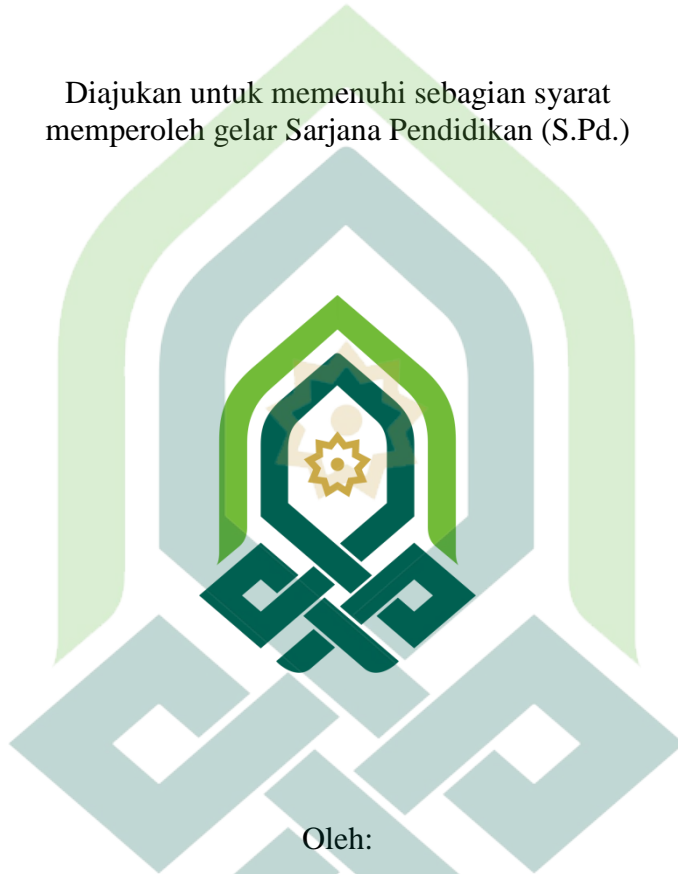 Diajukan untuk memenuhi sebagian syarat
memperoleh gelar Sarjana Pendidikan (S.Pd.)
Oleh: